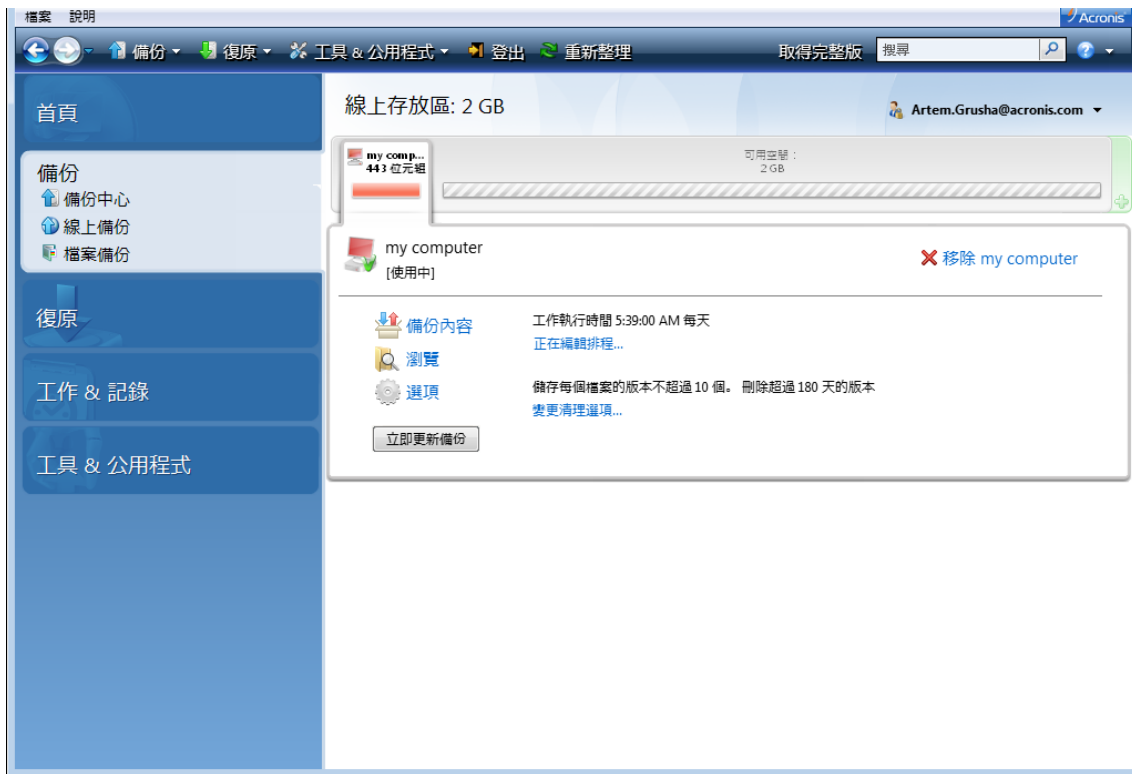 檔案 說明
Acronis
備份 復原 工具 & 公用程式 登出 重新整理 取得完整版 搜尋
首頁
備份
備份中心
線上備份
檔案備份
復原
工作 & 記錄
工具 & 公用程式
線上存放區: 2 GB
Artem.Grusha@acronis.com
my comp...
443 位元組
可用空間：
2 GB
my computer
[使用中]
移除 my computer
備份內容
瀏覽
選項
工作執行時間 5:39:00 AM 每天
正在編輯排程...
儲存每個檔案的版本不超過 10 個。 刪除超過 180 天的版本
變更清理選項...
立即更新備份